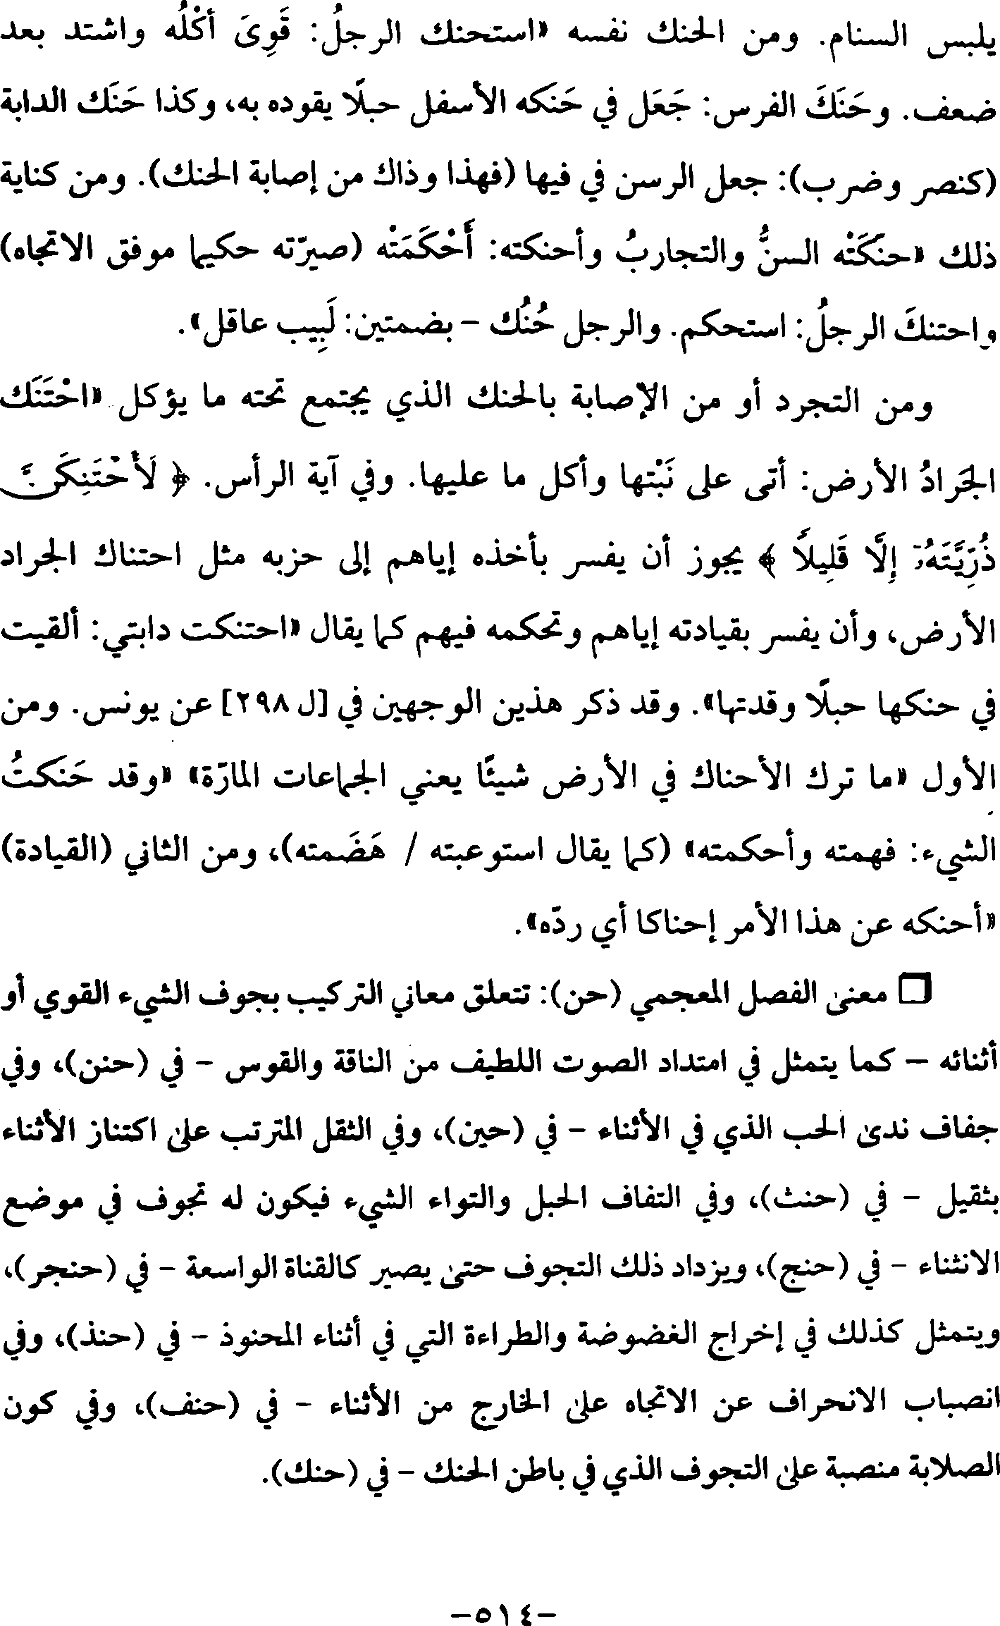 يلبس السنام. ومن الحنك نفسه «استحنك الرجلُ: قَوِىَ أكْلُه واشتد بعد
ضعف. وحَنَكَ الفرس: جَعَل في حَنَكه الأسفل حبلًا يقوده به، وكذا حَنَك الدابة
(كنصر وضرب): جعل الرسن في فيها (فهذا وذاك من إصابة الحنك). ومن كناية
ذلك «حنَّكَتْه السنُّ والتجاربُ وأحنكته: أَحْكَمَتْه (صيرّته حكيما موفق الاتجاه)
واحتنكَ الرجلُ: استحكم. والرجل حُنُك – بضمتين: لَبِيب عاقل».
ومن التجرد أو من الإصابة بالحنك الذي يجتمع تحته ما يؤكل «احْتَنَك
الجَرادُ الأرض: أتى على نَبْتها وأكل ما عليها. وفي آية الرأس. ﴿ لَأَحْتَنِكَنَّ
ذُرِّيَّتَهُۥٓ إِلَّا قَلِيلاً ﴾ يجوز أن يفسر بأخذه إياهم إلى حزبه مثل احتناك الجراد
الأرض، وأن يفسر بقيادته إياهم وتحكمه فيهم كما يقال «احتنكت دابتي: ألقيت
في حنكها حبلًا وقدتها». وقد ذكر هذين الوجهين في [ل ٢٩٨] عن يونس. ومن
الأول «ما ترك الأحناك في الأرض شيئًا يعني الجماعات المارّة» «وقد حَنَكتُ
الشيء: فهمته وأحكمته» (كما يقال استوعبته / هَضَمته)، ومن الثاني (القيادة)
«أحنكه عن هذا الأمر إحناكا أي ردّه».
❑ معنى الفصل المعجمي (حن): تتعلق معاني التركيب بجوف الشيء القوي أو
أثنائه – كما يتمثل في امتداد الصوت اللطيف من الناقة والقوس – في (حنن)، وفي
جفاف ندى الحب الذي في الأثناء – في (حين)، وفي الثقل المترتب على اكتناز الأثناء
بثقيل – في (حنث)، وفي التفاف الحبل والتواء الشيء فيكون له تجوف في موضع
الانثناء – في (حنج)، ويزداد ذلك التجوف حتى يصير كالقناة الواسعة – في (حنجر)،
ويتمثل كذلك في إخراج الغضوضة والطراءة التي في أثناء المحنوذ – في (حنذ)، وفي
انصباب الانحراف عن الاتجاه على الخارج من الأثناء – في (حنف)، وفي كون
الصلابة منصبة على التجوف الذي في باطن الحنك – في (حنك).
–٥١٤–